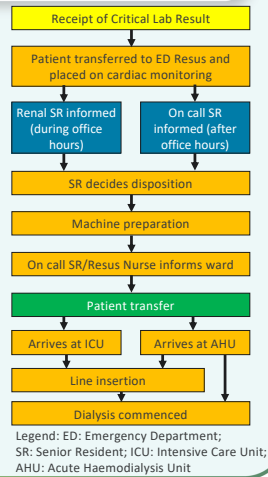 Receipt of Critical Lab Result
Patient transferred to ED Resus and
placed on cardiac monitoring
Renal SR informed
(during office
hours)
On call SR
informed (after
office hours)
SR decides disposition
Machine preparation
On call SR/Resus Nurse informs ward
Patient transfer
Arrives at ICU
Arrives at AHU
Line insertion
Dialysis commenced
Legend: ED: Emergency Department;
SR: Senior Resident; ICU: Intensive Care Unit;
AHU: Acute Haemodialysis Unit